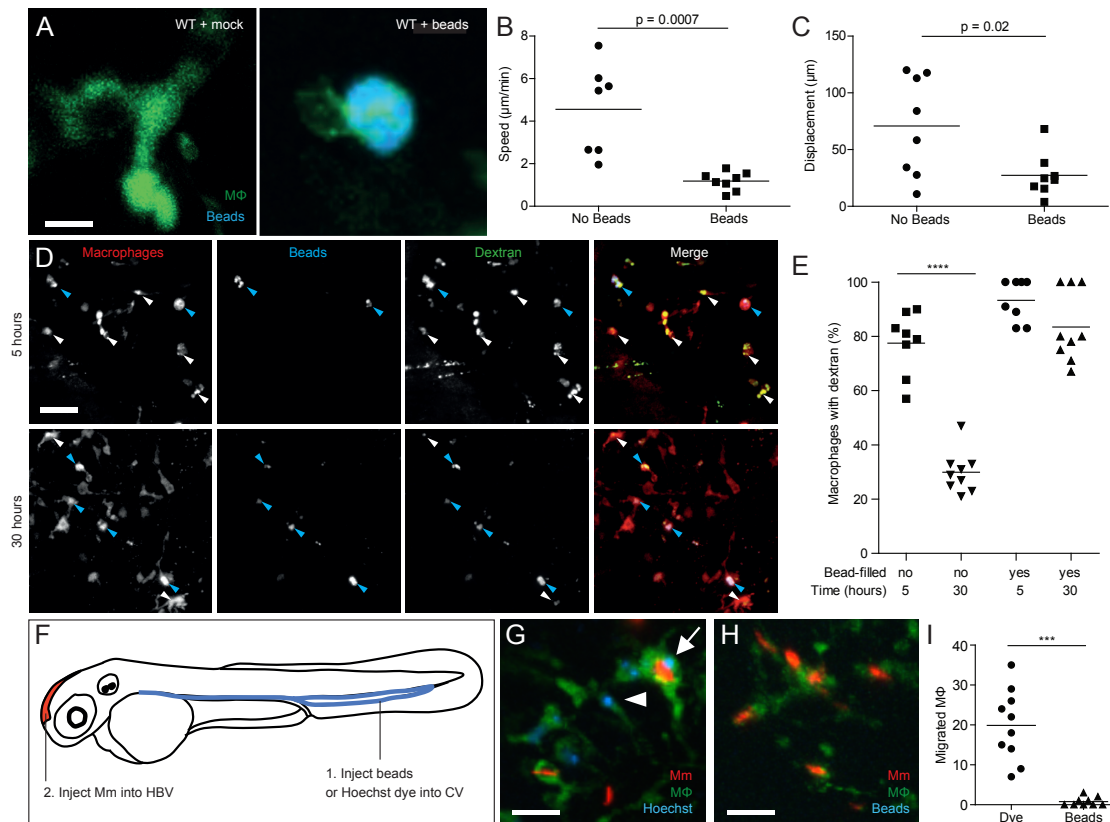 A
WT + mock
MΦ
Beads
WT + beads
B
p = 0.0007
Speed (µm/min)
8
6
4
2
0
No Beads
Beads
C
p = 0.02
Displacement (µm)
150
100
50
0
No Beads
Beads
D
Macrophages
Beads
Dextran
Merge
5 hours
30 hours
E
****
Macrophages with dextran (%)
100
80
60
40
20
0
Bead-filled no no yes yes
Time (hours) 5 30 5 30
F
2. Inject Mm into HBV
1. Inject beads
or Hoechst dye into CV
G
Mm
MΦ
Hoechst
H
Mm
MΦ
Beads
I
***
Migrated MΦ
40
30
20
10
0
Dye
Beads